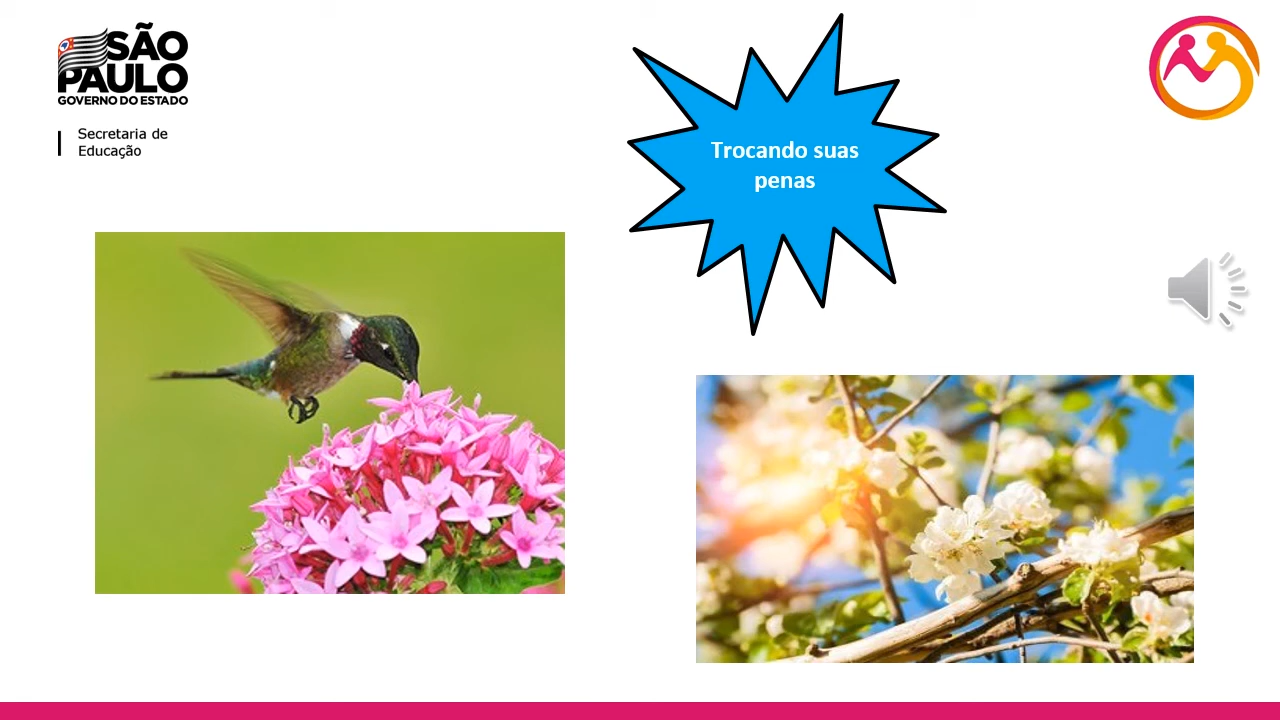 SÃO
PAULO
GOVERNO DO ESTADO
Secretaria de
Educação
Trocando suas
penas